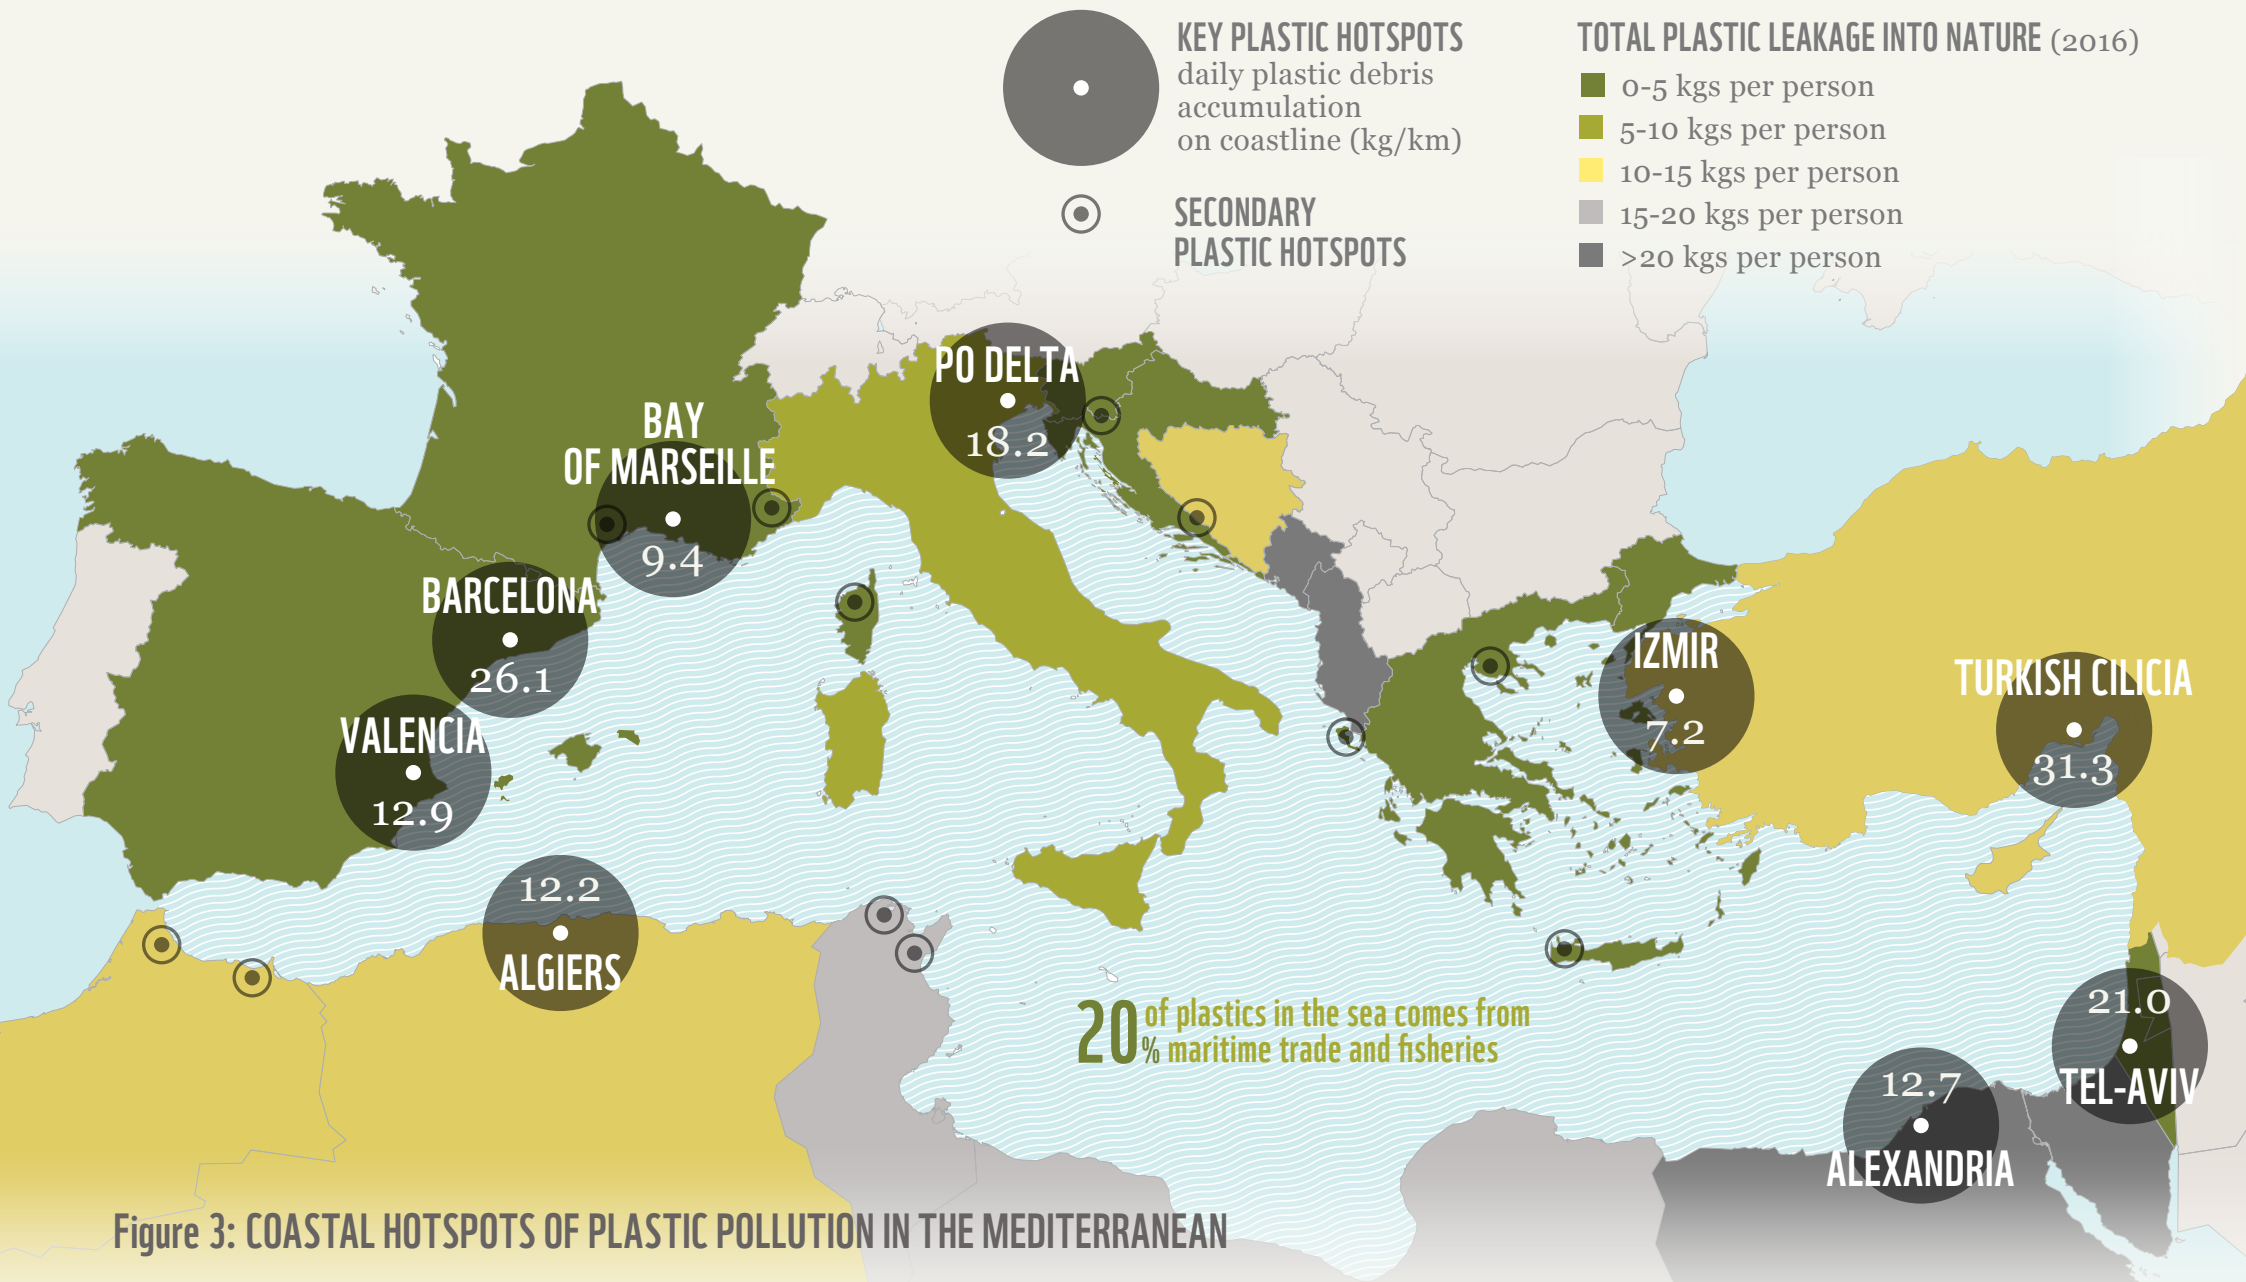 KEY PLASTIC HOTSPOTS
daily plastic debris
accumulation
on coastline (kg/km)
SECONDARY
PLASTIC HOTSPOTS
TOTAL PLASTIC LEAKAGE INTO NATURE (2016)
0-5 kgs per person
5-10 kgs per person
10-15 kgs per person
15-20 kgs per person
>20 kgs per person
PO DELTA
18.2
BAY
OF MARSEILLE
9.4
BARCELONA
26.1
VALENCIA
12.9
IZMIR
7.2
TURKISH CILICIA
31.3
12.2
ALGIERS
21.0
TEL-AVIV
12.7
ALEXANDRIA
20% of plastics in the sea comes from
maritime trade and fisheries
Figure 3: COASTAL HOTSPOTS OF PLASTIC POLLUTION IN THE MEDITERRANEAN